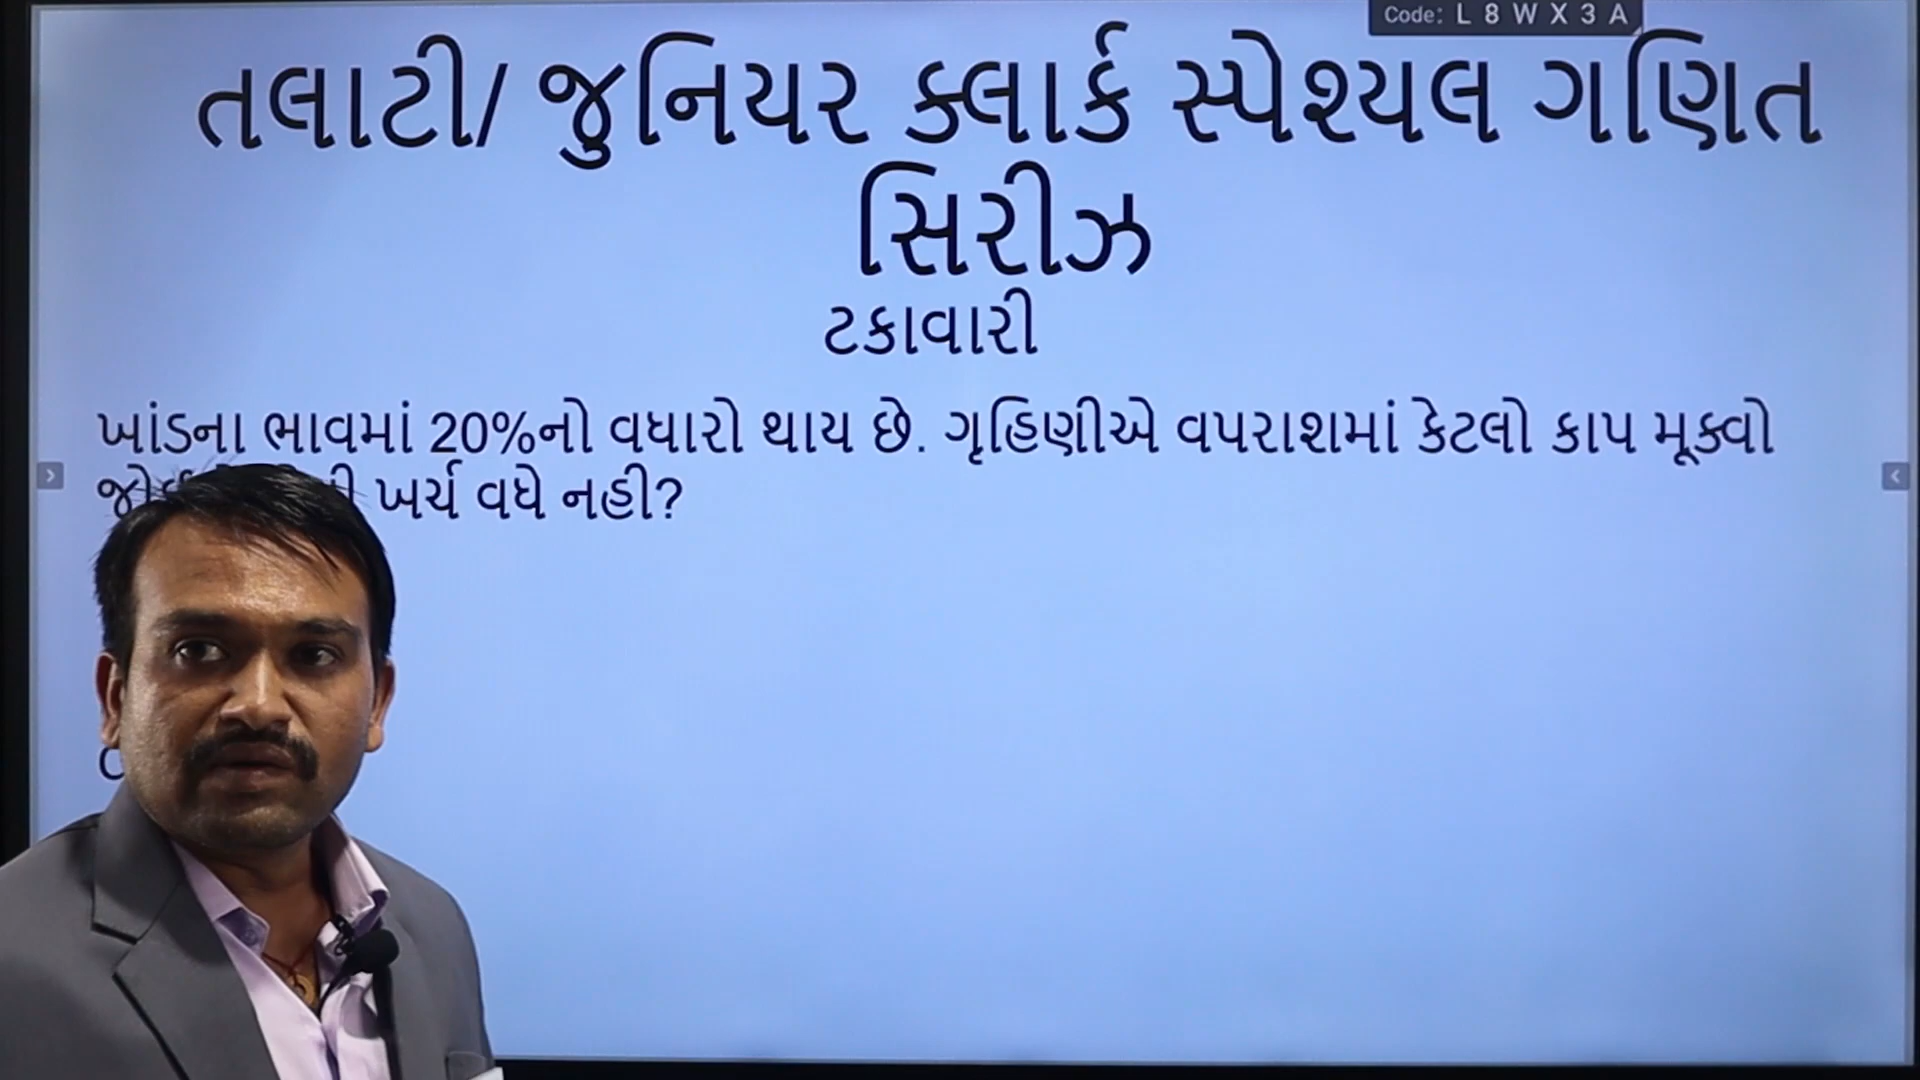 Code: L 8 W X 3 A
તલાટી/ જુનિયર ક્લાર્ક સ્પેશ્યલ ગણિત
સિરીઝ
ટકાવારી
ખાંડના ભાવમાં 20%નો વધારો થાય છે. ગૃહિણીએ વપરાશમાં કેટલો કાપ મૂક્વો
ખર્ચ વધે નહી?